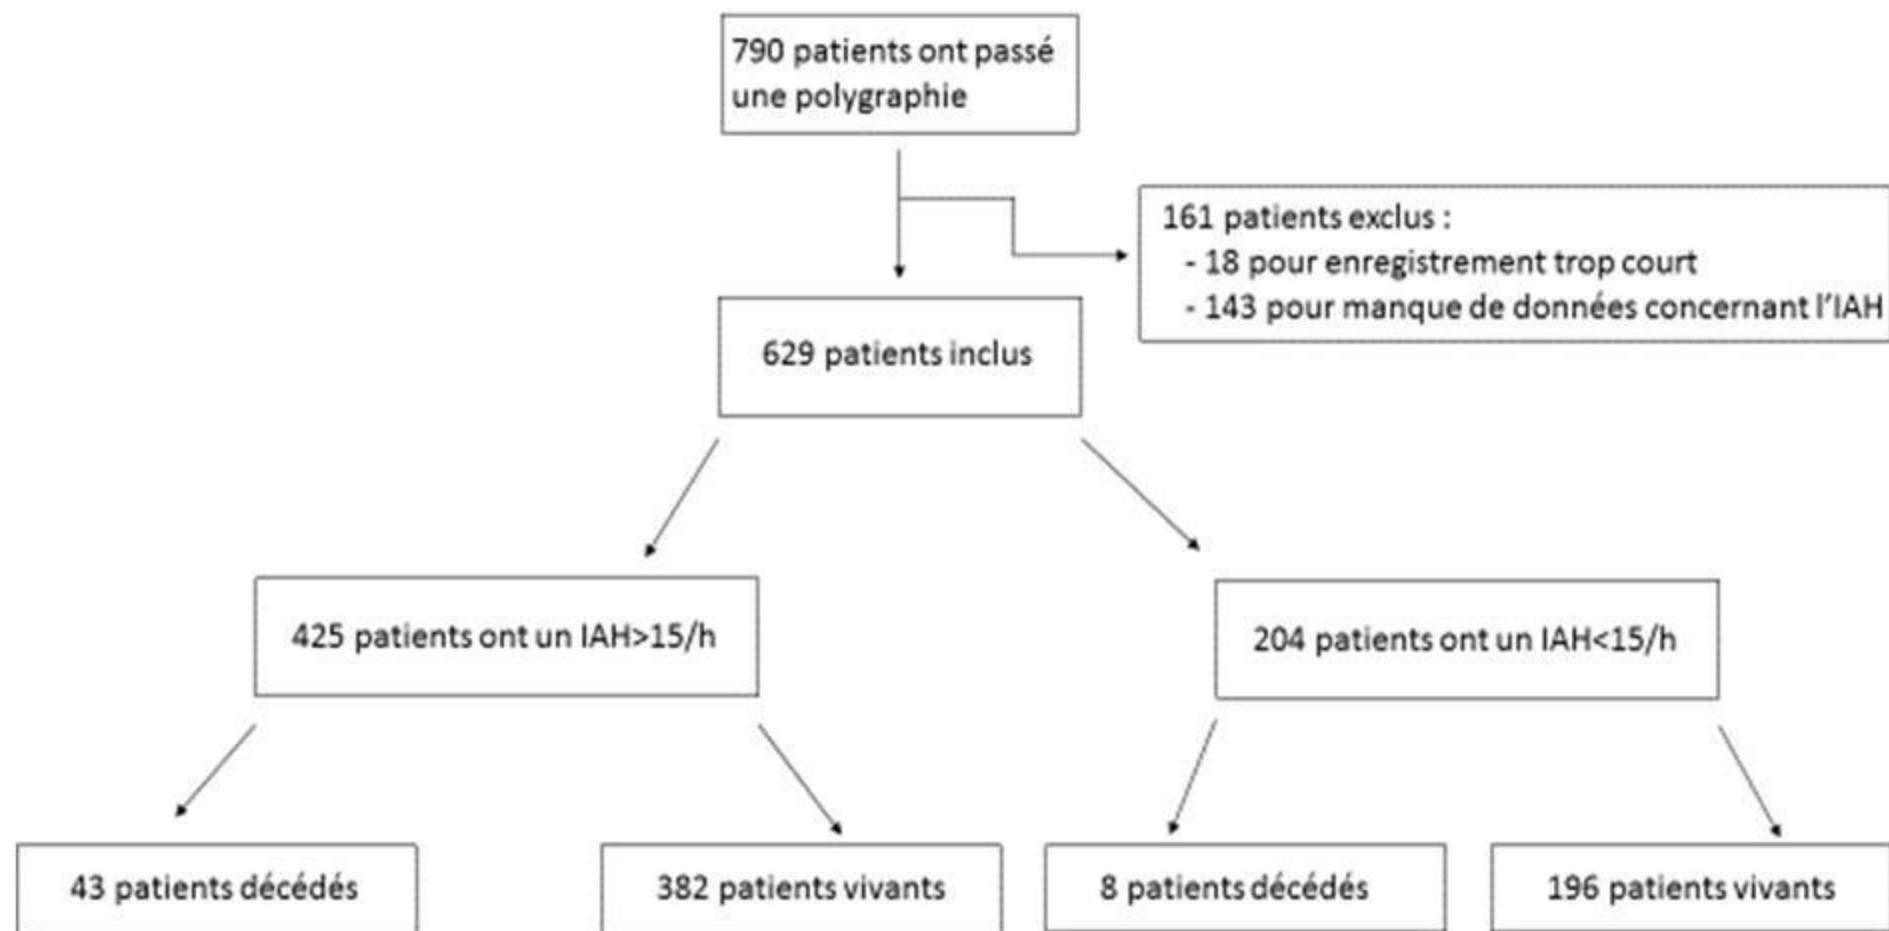 790 patients ont passé
une polygraphie
161 patients exclus :
- 18 pour enregistrement trop court
- 143 pour manque de données concernant l'IAH
629 patients inclus
425 patients ont un IAH>15/h
204 patients ont un IAH<15/h
43 patients décédés
382 patients vivants
8 patients décédés
196 patients vivants